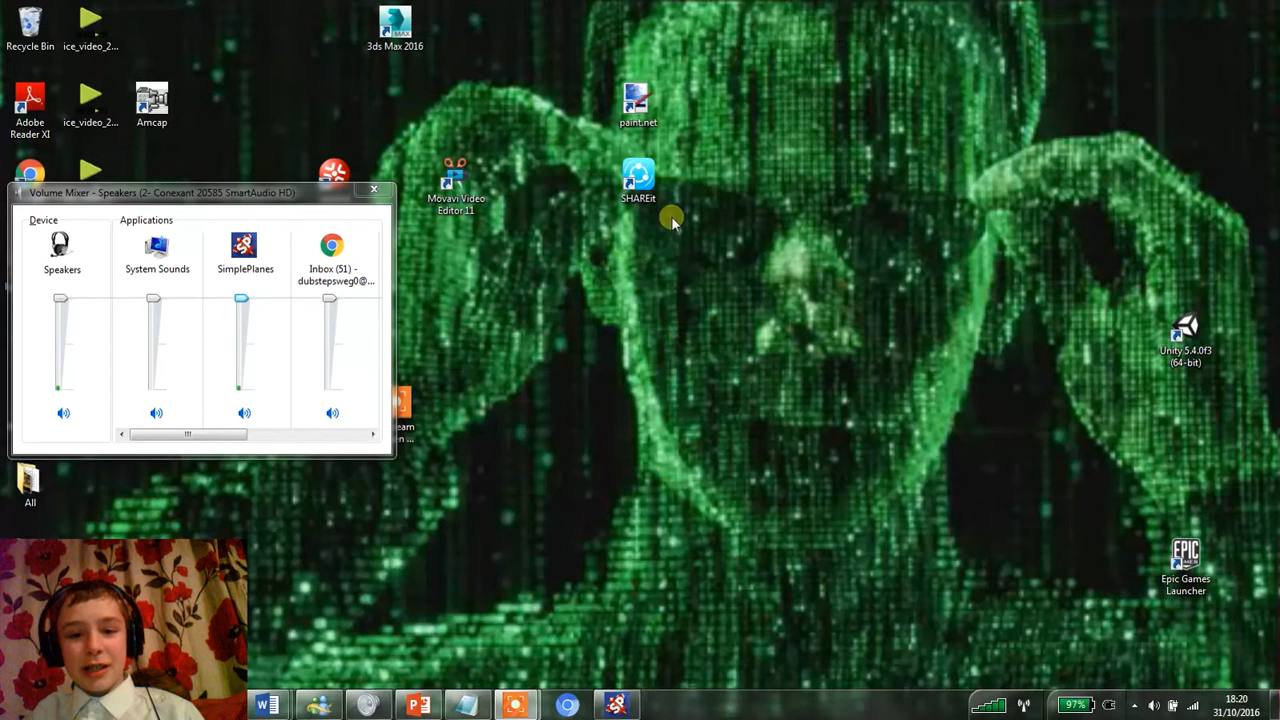 Recycle Bin
ice_video_2...
3ds Max 2016
MAX
Adobe
Reader XI
ice_video_2...
Amcap
paint.net
Movavi Video
Editor 11
SHAREit
Volume Mixer - Speakers (2- Conexant 20585 SmartAudio HD)
Device
Applications
Speakers
System Sounds
SimplePlanes
Inbox (51) -
dubstepsweg0@...
Unity 5.4.0f3
(64-bit)
All
EPIC
Epic Games
Launcher
97%
18:20
31/10/2016